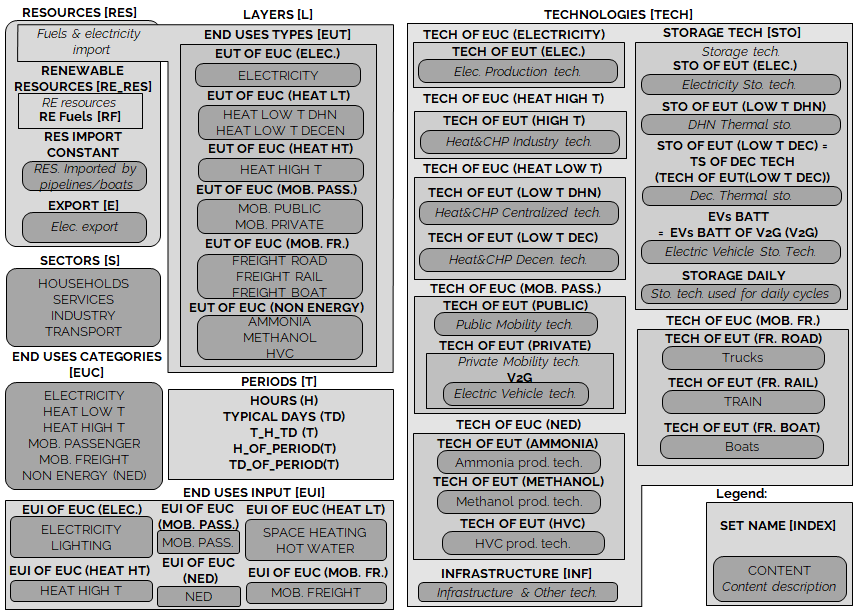 RESOURCES [RES]
Fuels & electricity
import
RENEWABLE
RESOURCES [RE_RES]
RE resources
RE Fuels [RF]
RES IMPORT
CONSTANT
RES. Imported by
pipelines/boats
EXPORT [E]
Elec. export
SECTORS [S]
HOUSEHOLDS
SERVICES
INDUSTRY
TRANSPORT
END USES CATEGORIES
[EUC]
ELECTRICITY
HEAT LOW T
HEAT HIGH T
MOB. PASSENGER
MOB. FREIGHT
NON ENERGY (NED)
LAYERS [L]
END USES TYPES [EUT]
EUT OF EUC (ELEC.)
ELECTRICITY
EUT OF EUC (HEAT LT)
HEAT LOW T DHN
HEAT LOW T DECEN
EUT OF EUC (HEAT HT)
HEAT HIGH T
EUT OF EUC (MOB. PASS.)
MOB. PUBLIC
MOB. PRIVATE
EUT OF EUC (MOB. FR.)
FREIGHT ROAD
FREIGHT RAIL
FREIGHT BOAT
EUT OF EUC (NON ENERGY)
AMMONIA
METHANOL
HVC
PERIODS [T]
HOURS (H)
TYPICAL DAYS (TD)
T_H_TD (T)
H_OF_PERIOD(T)
TD_OF_PERIOD(T)
END USES INPUT [EUI]
EUI OF EUC (ELEC.)
ELECTRICITY
LIGHTING
EUI OF EUC
(MOB. PASS.)
MOB. PASS.
EUI OF EUC (HEAT LT)
SPACE HEATING
HOT WATER
EUI OF EUC (HEAT HT)
HEAT HIGH T
EUI OF EUC
(NED)
NED
EUI OF EUC (MOB. FR.)
MOB. FREIGHT
TECHNOLOGIES [TECH]
TECH OF EUC (ELECTRICITY)
TECH OF EUT (ELEC.)
Elec. Production tech.
TECH OF EUC (HEAT HIGH T)
TECH OF EUT (HIGH T)
Heat&CHP Industry tech.
TECH OF EUC (HEAT LOW T)
TECH OF EUT (LOW T DHN)
Heat&CHP Centralized tech.
TECH OF EUT (LOW T DEC)
Heat&CHP Decen. tech.
TECH OF EUC (MOB. PASS.)
TECH OF EUT (PUBLIC)
Public Mobility tech.
TECH OF EUT (PRIVATE)
Private Mobility tech.
V2G
Electric Vehicle tech.
TECH OF EUC (NED)
TECH OF EUT (AMMONIA)
Ammonia prod. tech.
TECH OF EUT (METHANOL)
Methanol prod. tech.
TECH OF EUT (HVC)
HVC prod. tech.
INFRASTRUCTURE [INF]
Infrastructure & Other tech.
STORAGE TECH [STO]
Storage tech.
STO OF EUT (ELEC.)
Electricity Sto. tech.
STO OF EUT (LOW T DHN)
DHN Thermal sto.
STO OF EUT (LOW T DEC) =
TS OF DEC TECH
(TECH OF EUT(LOW T DEC))
Dec. Thermal sto.
EVs BATT
= EVs BATT OF V2G (V2G)
Electric Vehicle Sto. Tech.
STORAGE DAILY
Sto. tech. used for daily cycles
TECH OF EUC (MOB. FR.)
TECH OF EUT (FR. ROAD)
Trucks
TECH OF EUT (FR. RAIL)
TRAIN
TECH OF EUT (FR. BOAT)
Boats
Legend:
SET NAME [INDEX]
CONTENT
Content description